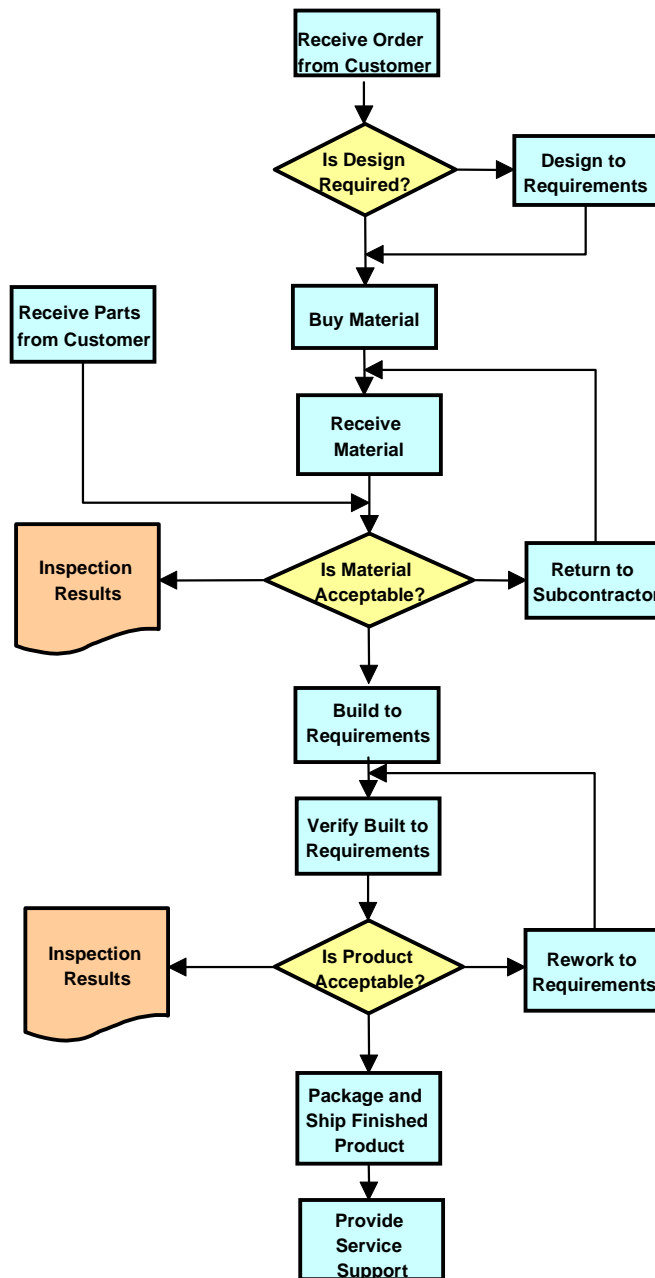 Receive Order
from Customer
Is Design
Required?
Design to
Requirements
Buy Material
Receive Parts
from Customer
Receive
Material
Inspection
Results
Is Material
Acceptable?
Return to
Subcontractor
Build to
Requirements
Verify Built to
Requirements
Inspection
Results
Is Product
Acceptable?
Rework to
Requirements
Package and
Ship Finished
Product
Provide
Service
Support